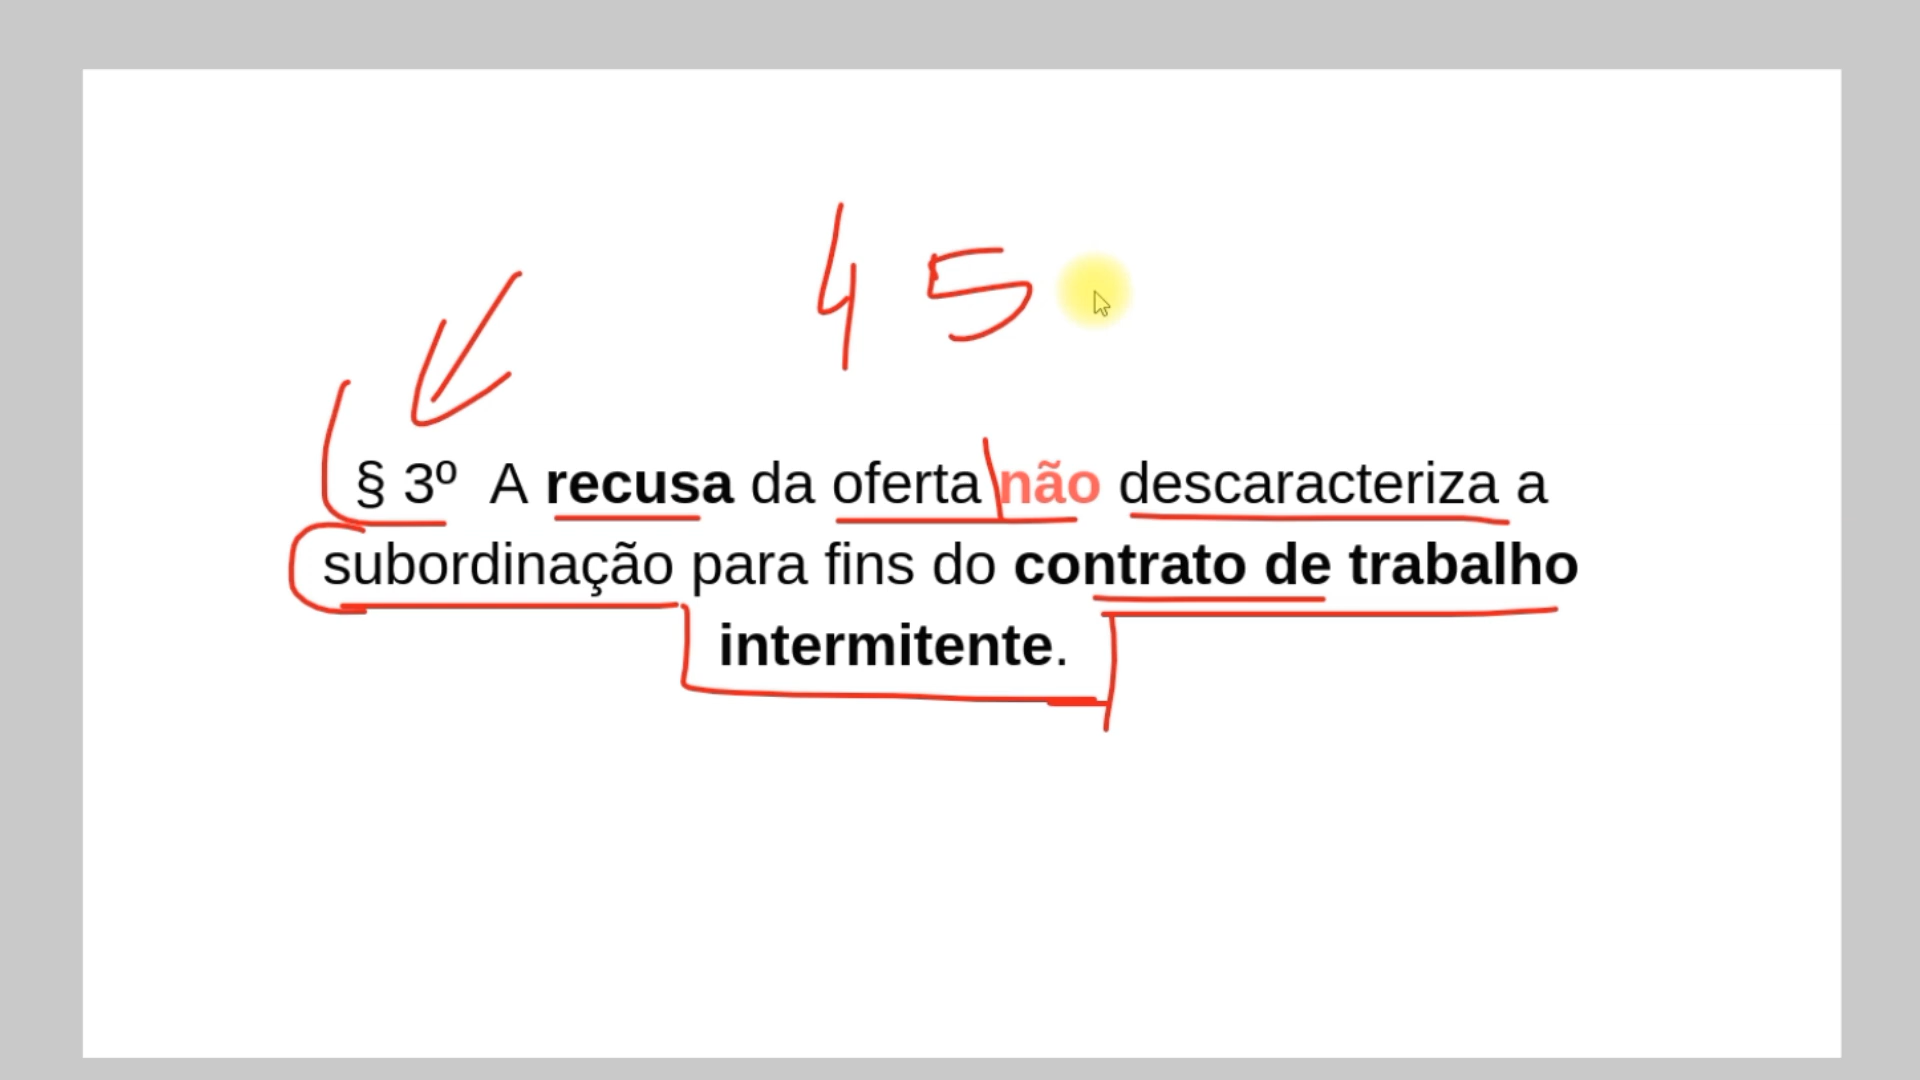 45
§ 3º A recusa da oferta não descaracteriza a
subordinação para fins do contrato de trabalho
intermitente.